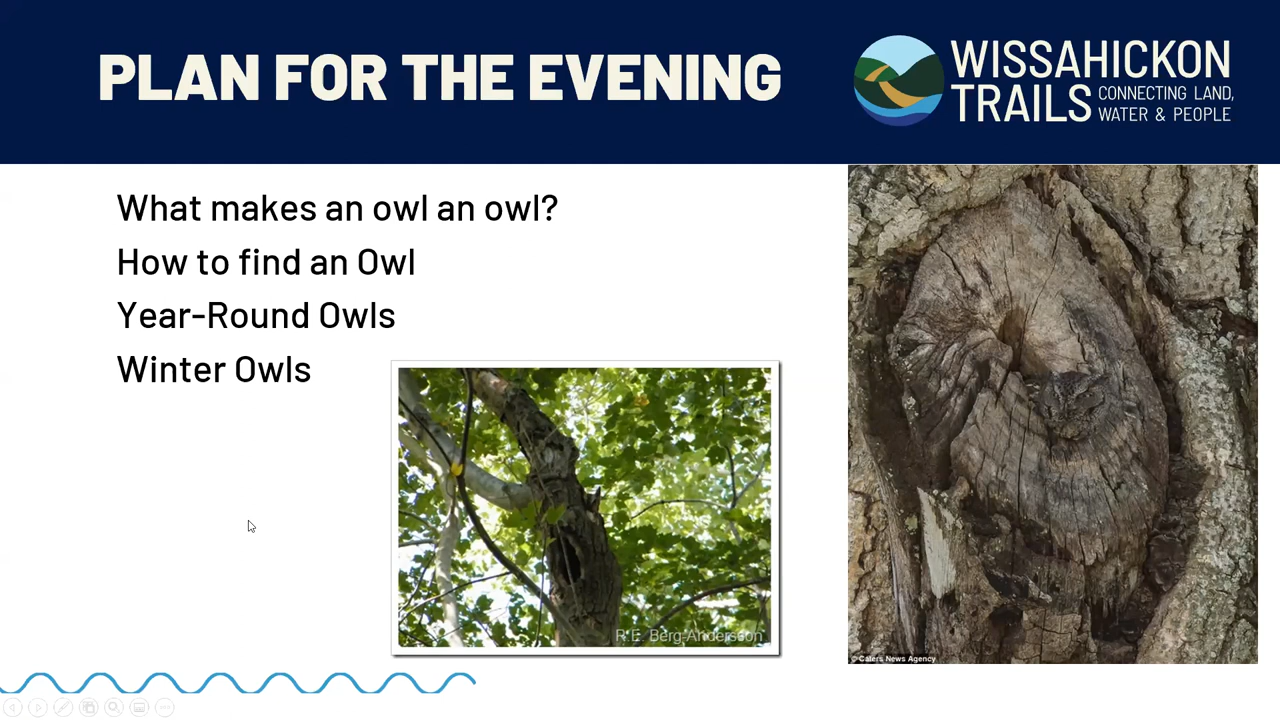 PLAN FOR THE EVENING
WISSAHICKON
TRAILS
CONNECTING LAND,
WATER & PEOPLE
What makes an owl an owl?
How to find an Owl
Year-Round Owls
Winter Owls
R.E. Berg-Andersson
© Caters News Agency